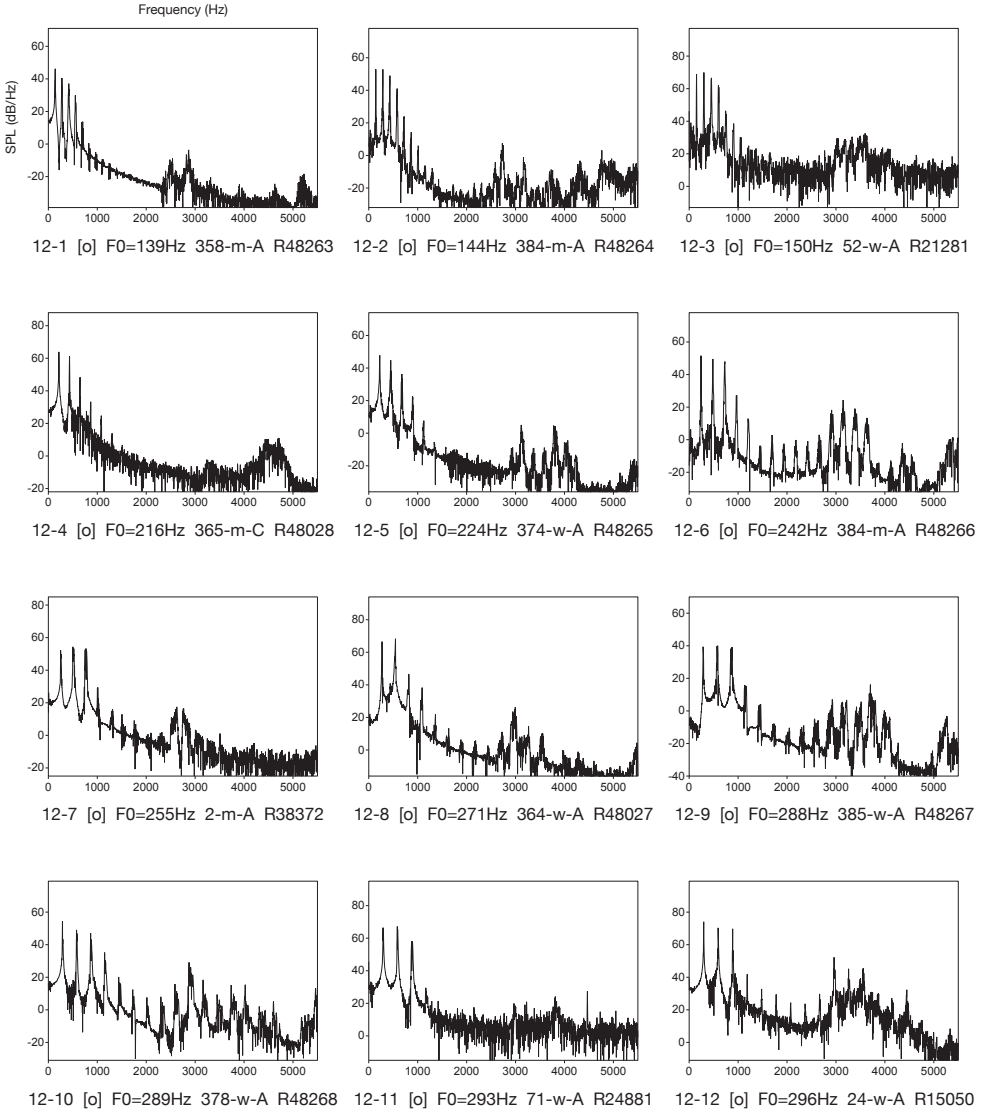 Frequency (Hz)
SPL (dB/Hz)
60
40
20
0
-20
0 1000 2000 3000 4000 5000
12-1 [o] F0=139Hz 358-m-A R48263
60
40
20
0
-20
0 1000 2000 3000 4000 5000
12-2 [o] F0=144Hz 384-m-A R48264
80
60
40
20
0
0 1000 2000 3000 4000 5000
12-3 [o] F0=150Hz 52-w-A R21281
80
60
40
20
0
-20
0 1000 2000 3000 4000 5000
12-4 [o] F0=216Hz 365-m-C R48028
60
40
20
0
-20
0 1000 2000 3000 4000 5000
12-5 [o] F0=224Hz 374-w-A R48265
60
40
20
0
-20
0 1000 2000 3000 4000 5000
12-6 [o] F0=242Hz 384-m-A R48266
80
60
40
20
0
-20
0 1000 2000 3000 4000 5000
12-7 [o] F0=255Hz 2-m-A R38372
80
60
40
20
0
0 1000 2000 3000 4000 5000
12-8 [o] F0=271Hz 364-w-A R48027
60
40
20
0
-20
-40
0 1000 2000 3000 4000 5000
12-9 [o] F0=288Hz 385-w-A R48267
60
40
20
0
-20
0 1000 2000 3000 4000 5000
12-10 [o] F0=289Hz 378-w-A R48268
80
60
40
20
0
0 1000 2000 3000 4000 5000
12-11 [o] F0=293Hz 71-w-A R24881
80
60
40
20
0
0 1000 2000 3000 4000 5000
12-12 [o] F0=296Hz 24-w-A R15050